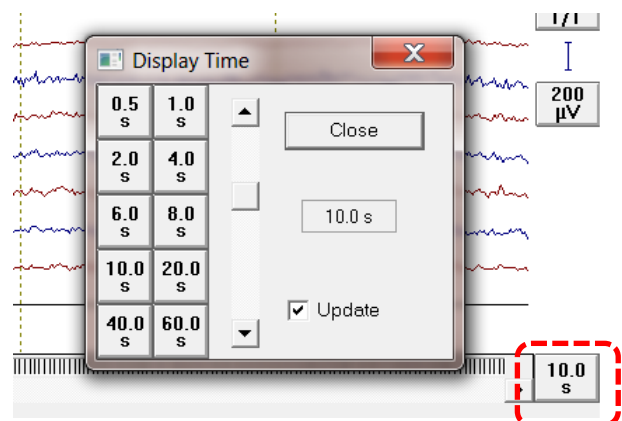 1/1
Display Time X
200
µV
0.5 s 1.0 s
Close
2.0 s 4.0 s
6.0 s 8.0 s
10.0 s
10.0 s 20.0 s
Update
40.0 s 60.0 s
10.0
s